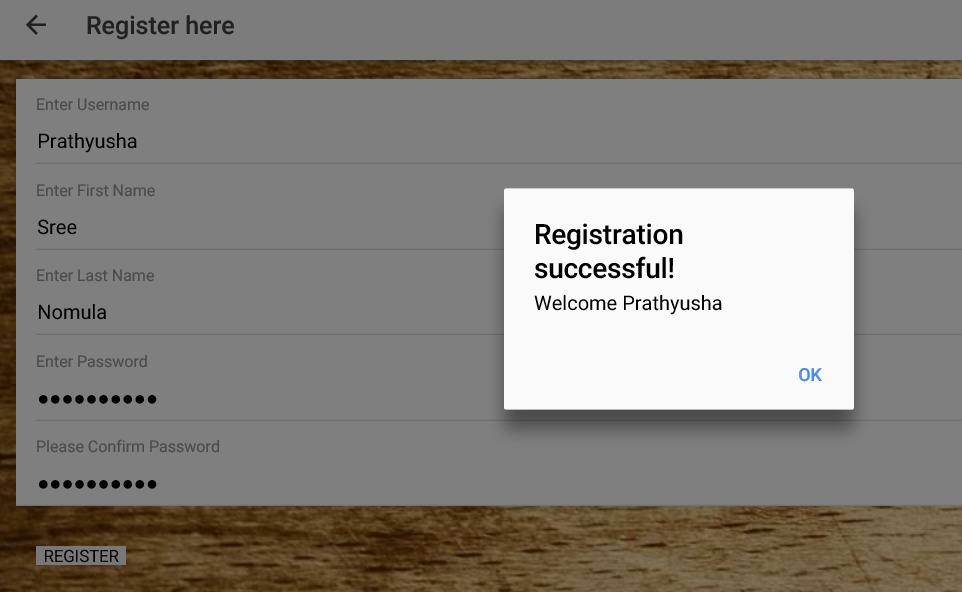 Register here
Enter Username
Prathyusha
Enter First Name
Sree
Enter Last Name
Nomula
Enter Password
●●●●●●●●●●
Please Confirm Password
●●●●●●●●●●
REGISTER
Registration
successful!
Welcome Prathyusha
OK